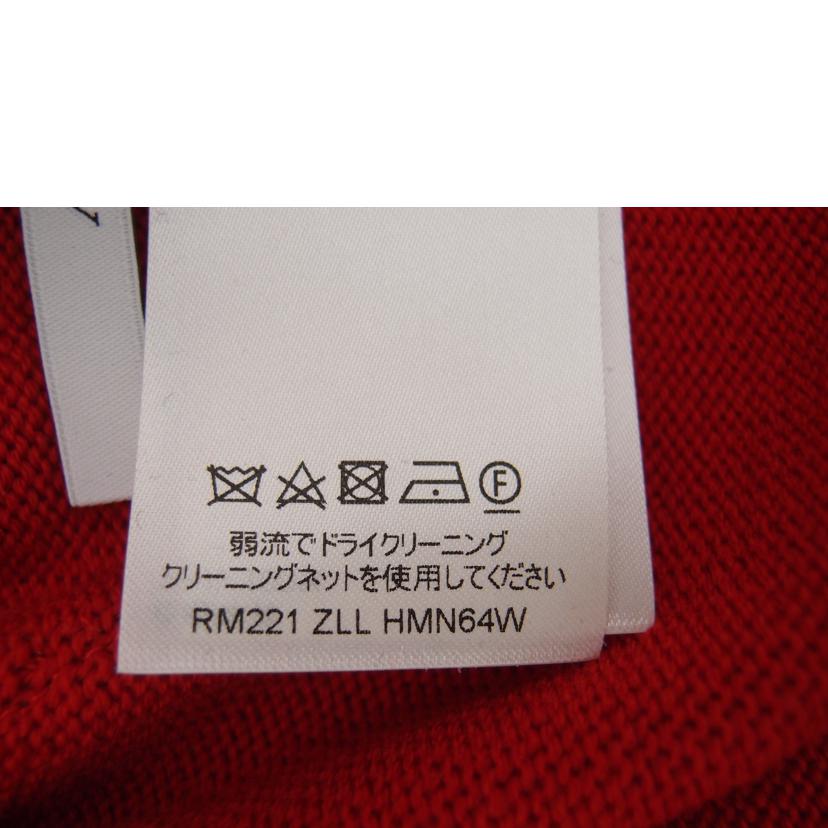 F
弱流でドライクリーニング
クリーニングネットを使用してください
RM221 ZLL HMN64W